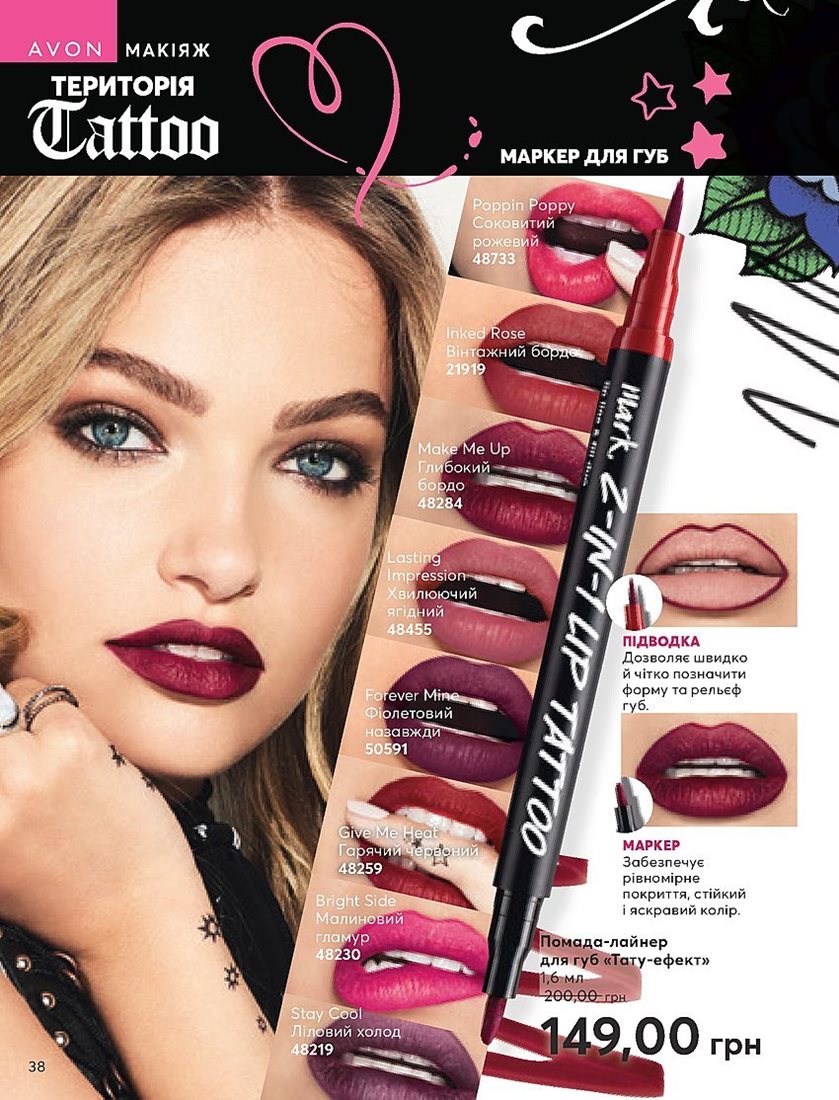 AVON
МАКІЯЖ
ТЕРИТОРІЯ
Tattoo
МАРКЕР ДЛЯ ГУБ
Poppin Poppy
Соковитий
рожевий
48733
Inked Rose
Вінтажний бордо
21919
Make Me Up
Глибокий
бордо
48284
Lasting
Impression
Хвилюючий
ягідний
48455
Forever Mine
Фіолетовий
назавжди
50591
Give Me Heat
Гарячий червоний
48259
Bright Side
Малиновий
гламур
48230
Stay Cool
Ліловий холод
48219
mark 2-IN-1 LIP TATTOO
ПІДВОДКА
Дозволяє швидко
й чітко позначити
форму та рельєф
губ.
МАРКЕР
Забезпечує
рівномірне
покриття, стійкий
і яскравий колір.
Помада-лайнер
для губ «Тату-ефект»
1,6 мл
200,00 грн
149,00 грн
38